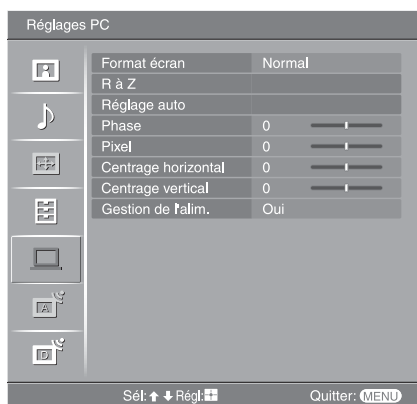 Réglages PC
Format écran Normal
R à Z
Réglage auto
Phase 0
Pixel 0
Centrage horizontal 0
Centrage vertical 0
Gestion de l'alim. Oui
A
D
Sél: Régl: Quitter: MENU